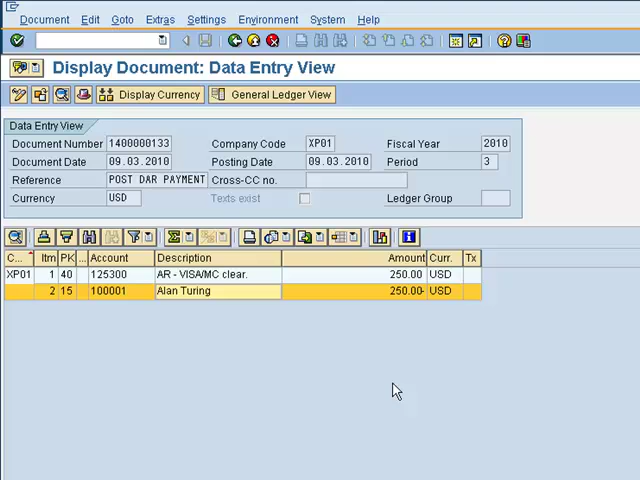 Document Edit Goto Extras Settings Environment System Help
Display Document: Data Entry View
Display Currency General Ledger View
Data Entry View
Document Number 1400000133 Company Code XP01 Fiscal Year 2010
Document Date 09.03.2010 Posting Date 09.03.2010 Period 3
Reference POST DAR PAYMENT Cross-CC no.
Currency USD Texts exist Ledger Group
C... Itm PK ... Account Description Amount Curr. Tx
XP01 1 40 125300 AR - VISA/MC clear. 250.00 USD
2 15 100001 Alan Turing 250.00- USD